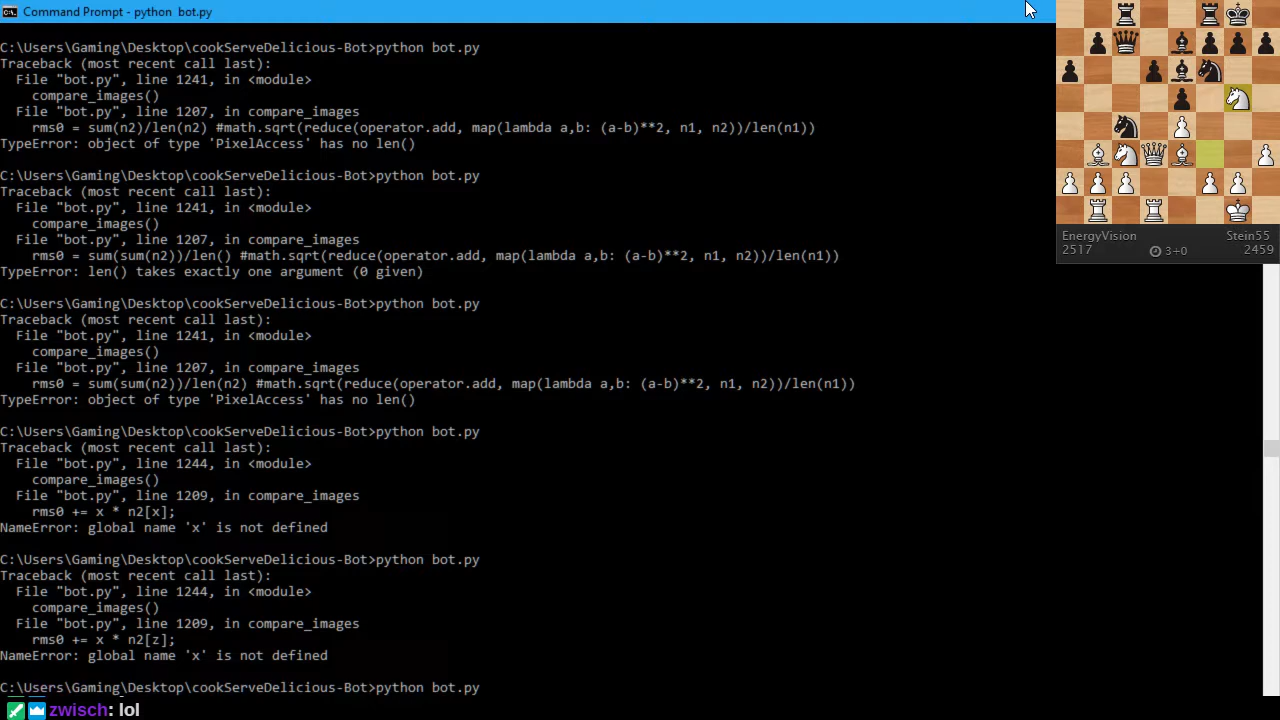 Command Prompt - python  bot.py
C:\Users\Gaming\Desktop\cookServeDelicious-Bot>python bot.py
Traceback (most recent call last):
  File "bot.py", line 1241, in <module>
    compare_images()
  File "bot.py", line 1207, in compare_images
    rms0 = sum(n2)/len(n2) #math.sqrt(reduce(operator.add, map(lambda a,b: (a-b)**2, n1, n2))/len(n1))
TypeError: object of type 'PixelAccess' has no len()
C:\Users\Gaming\Desktop\cookServeDelicious-Bot>python bot.py
Traceback (most recent call last):
  File "bot.py", line 1241, in <module>
    compare_images()
  File "bot.py", line 1207, in compare_images
    rms0 = sum(sum(n2))/len() #math.sqrt(reduce(operator.add, map(lambda a,b: (a-b)**2, n1, n2))/len(n1))
TypeError: len() takes exactly one argument (0 given)
C:\Users\Gaming\Desktop\cookServeDelicious-Bot>python bot.py
Traceback (most recent call last):
  File "bot.py", line 1241, in <module>
    compare_images()
  File "bot.py", line 1207, in compare_images
    rms0 = sum(sum(n2))/len(n2) #math.sqrt(reduce(operator.add, map(lambda a,b: (a-b)**2, n1, n2))/len(n1))
TypeError: object of type 'PixelAccess' has no len()
C:\Users\Gaming\Desktop\cookServeDelicious-Bot>python bot.py
Traceback (most recent call last):
  File "bot.py", line 1244, in <module>
    compare_images()
  File "bot.py", line 1209, in compare_images
    rms0 += x * n2[x];
NameError: global name 'x' is not defined
C:\Users\Gaming\Desktop\cookServeDelicious-Bot>python bot.py
Traceback (most recent call last):
  File "bot.py", line 1244, in <module>
    compare_images()
  File "bot.py", line 1209, in compare_images
    rms0 += x * n2[z];
NameError: global name 'x' is not defined
C:\Users\Gaming\Desktop\cookServeDelicious-Bot>python bot.py
EnergyVision Stein55
2517 3+0 2459
zwisch: lol